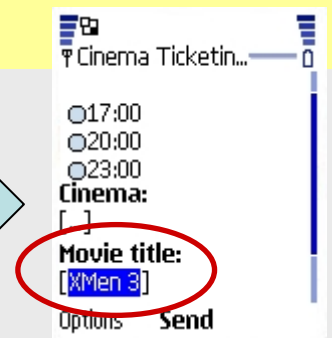 Cinema Ticketin...
17:00
20:00
23:00
Cinema:
[...]
Movie title:
[XMen 3]
Options Send